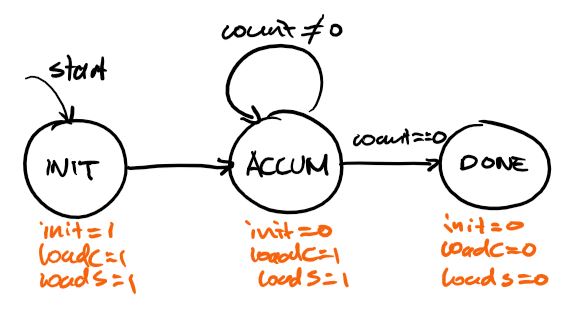 count ≠ 0
start
count==0
INIT
ACCUM
DONE
init=1
loadC=1
loadS=1
init=0
loadC=1
loadS=1
init=0
loadC=0
loadS=0